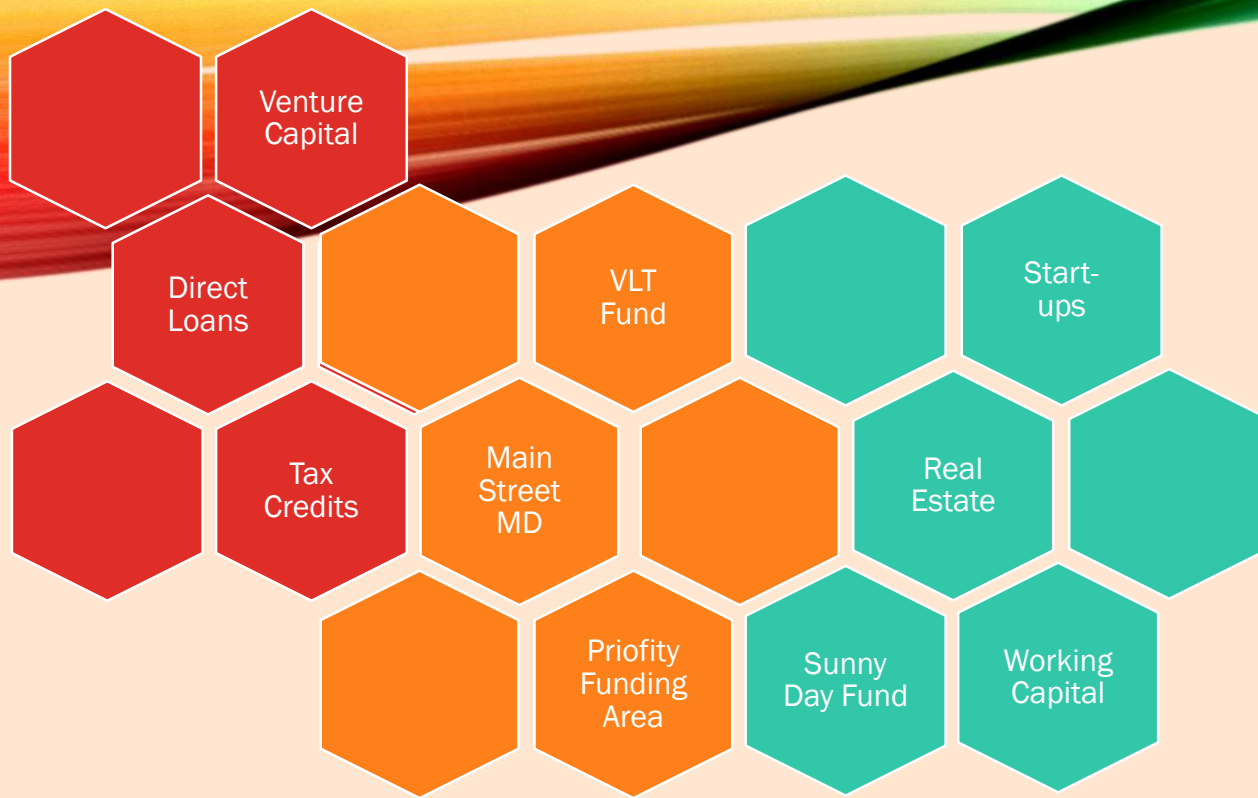 Venture
Capital
Direct
Loans
VLT
Fund
Start-
ups
Tax
Credits
Main
Street
MD
Real
Estate
Priofity
Funding
Area
Sunny
Day Fund
Working
Capital